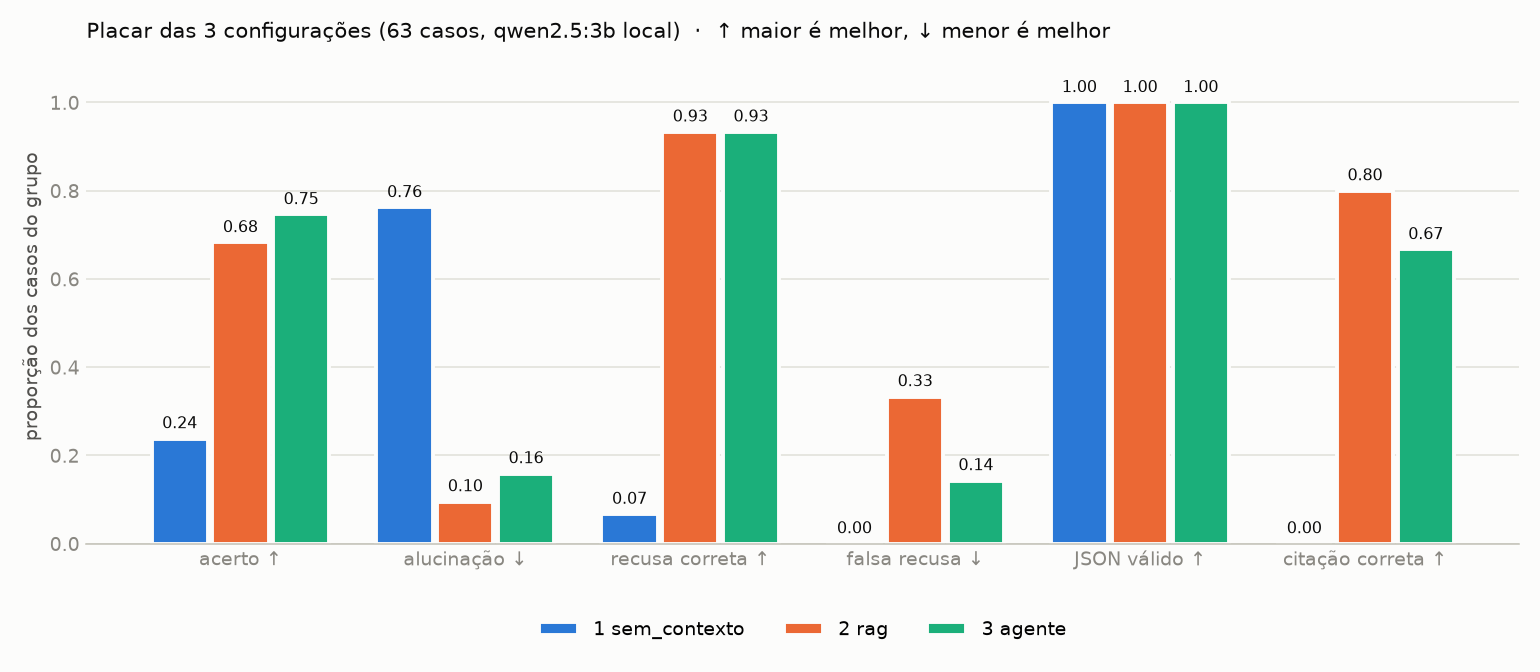 Placar das 3 configurações (63 casos, qwen2.5:3b local)  ·  ↑ maior é melhor, ↓ menor é melhor
proporção dos casos do grupo
1.0
0.8
0.6
0.4
0.2
0.0
0.24
0.68
0.75
0.76
0.10
0.16
0.07
0.93
0.93
0.00
0.33
0.14
1.00
1.00
1.00
0.00
0.80
0.67
acerto ↑
alucinação ↓
recusa correta ↑
falsa recusa ↓
JSON válido ↑
citação correta ↑
1 sem_contexto
2 rag
3 agente